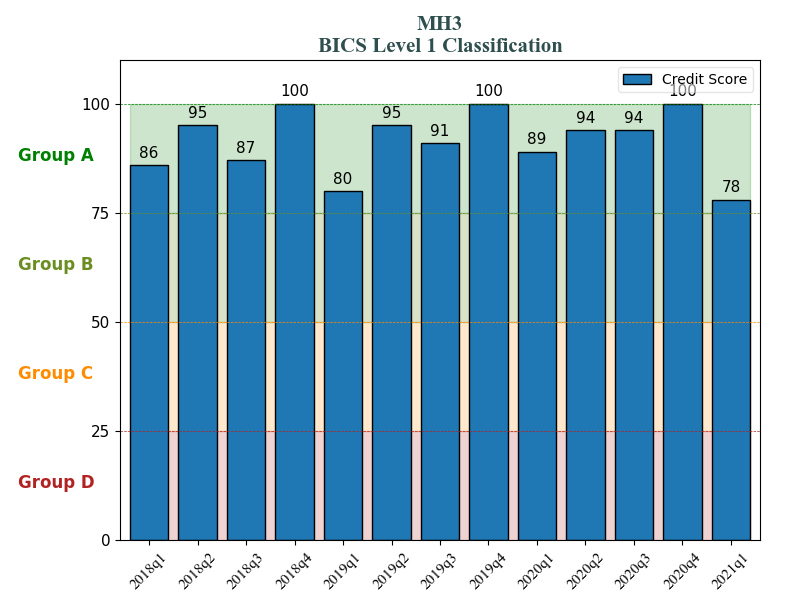 MH3
BICS Level 1 Classification
Credit Score
100
75
50
25
0
Group A
Group B
Group C
Group D
86
95
87
100
80
95
91
100
89
94
94
100
78
2018q1
2018q2
2018q3
2018q4
2019q1
2019q2
2019q3
2019q4
2020q1
2020q2
2020q3
2020q4
2021q1